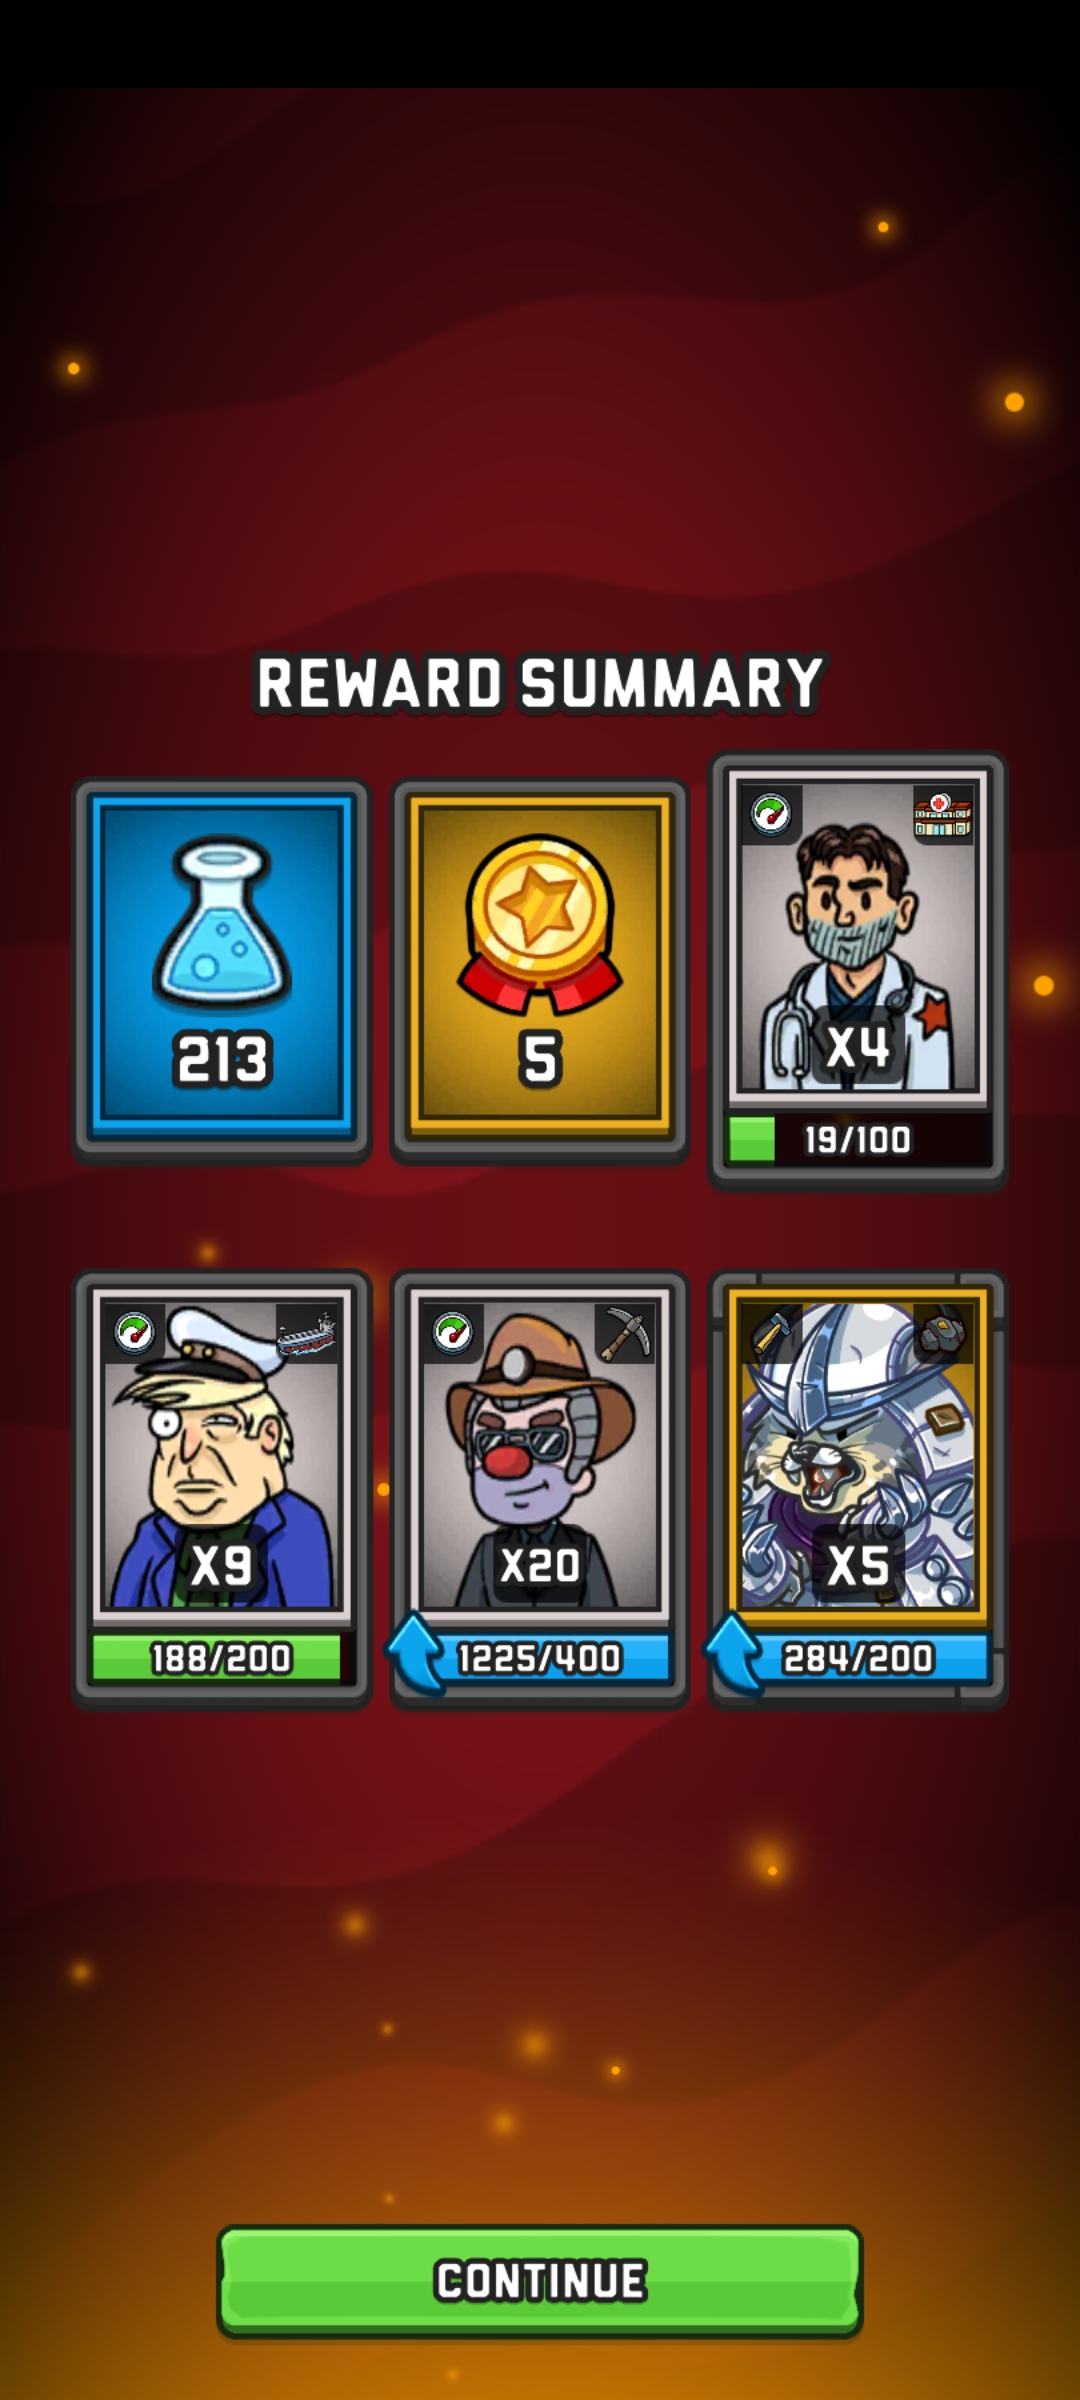 REWARD SUMMARY
213
5
X4
19/100
X9
188/200
X20
1225/400
X5
284/200
CONTINUE